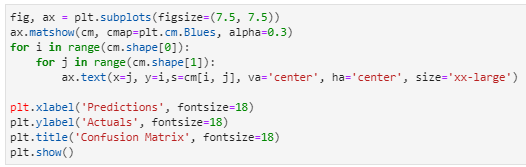 fig, ax = plt.subplots(figsize=(7.5, 7.5))
ax.matshow(cm, cmap=plt.cm.Blues, alpha=0.3)
for i in range(cm.shape[0]):
    for j in range(cm.shape[1]):
        ax.text(x=j, y=i,s=cm[i, j], va='center', ha='center', size='xx-large')
plt.xlabel('Predictions', fontsize=18)
plt.ylabel('Actuals', fontsize=18)
plt.title('Confusion Matrix', fontsize=18)
plt.show()